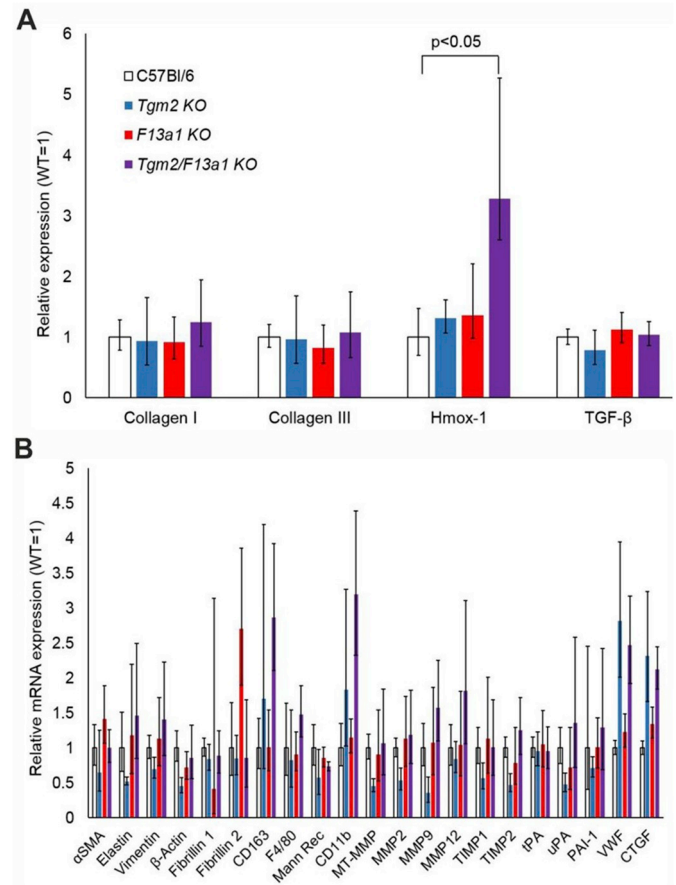 A
Relative expression (WT=1)
6
5
4
3
2
1
0
C57Bl/6
Tgm2 KO
F13a1 KO
Tgm2/F13a1 KO
p<0.05
Collagen I
Collagen III
Hmox-1
TGF-β
B
Relative mRNA expression (WT=1)
5
4.5
4
3.5
3
2.5
2
1.5
1
0.5
0
αSMA
Elastin
Vimentin
β-Actin
Fibrillin 1
Fibrillin 2
CD163
F4/80
Mann Rec
CD11b
MT-MMP
MMP2
MMP9
MMP12
TIMP1
TIMP2
tPA
uPA
PAI-1
VWF
CTGF